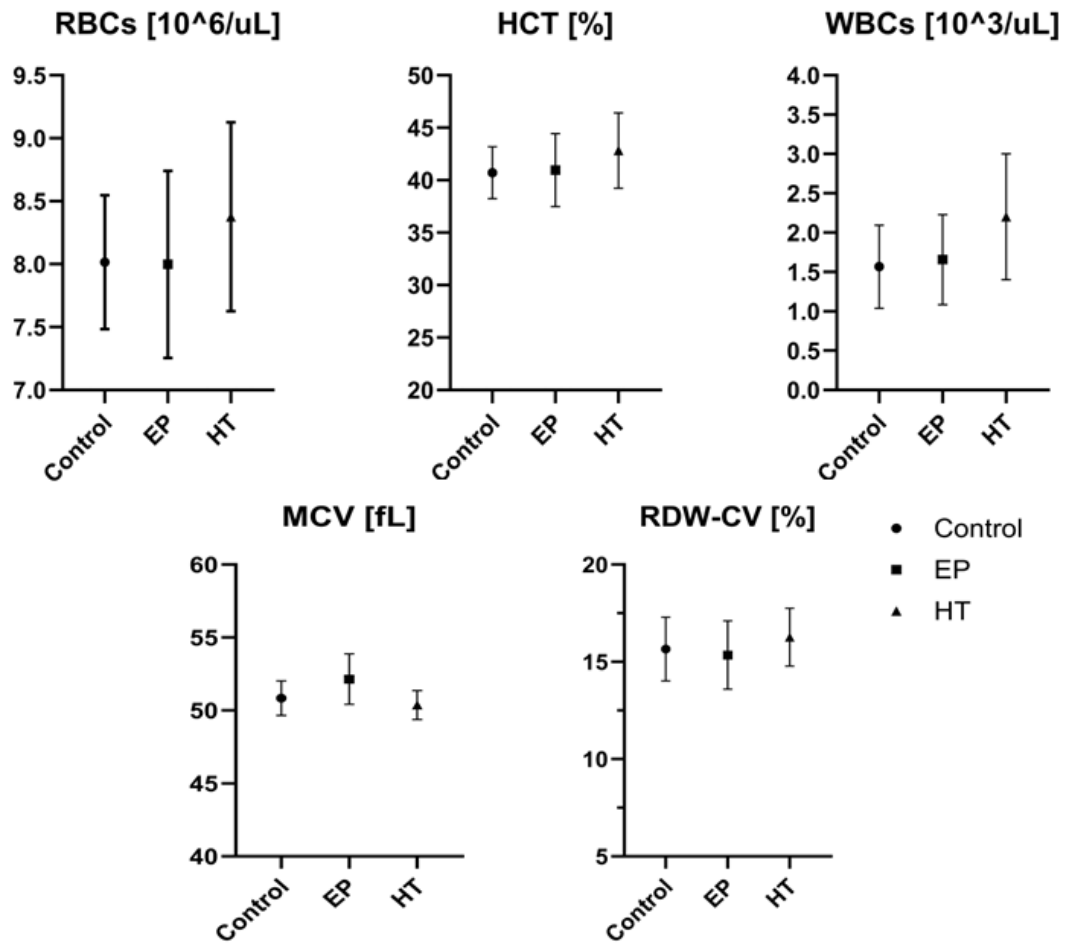 RBCs [10^6/uL]
9.5
9.0
8.5
8.0
7.5
7.0
Control
EP
HT
HCT [%]
50
45
40
35
30
25
20
Control
EP
HT
WBCs [10^3/uL]
4.0
3.5
3.0
2.5
2.0
1.5
1.0
0.5
0.0
Control
EP
HT
MCV [fL]
60
55
50
45
40
Control
EP
HT
RDW-CV [%]
20
15
10
5
Control
EP
HT
Control
EP
HT